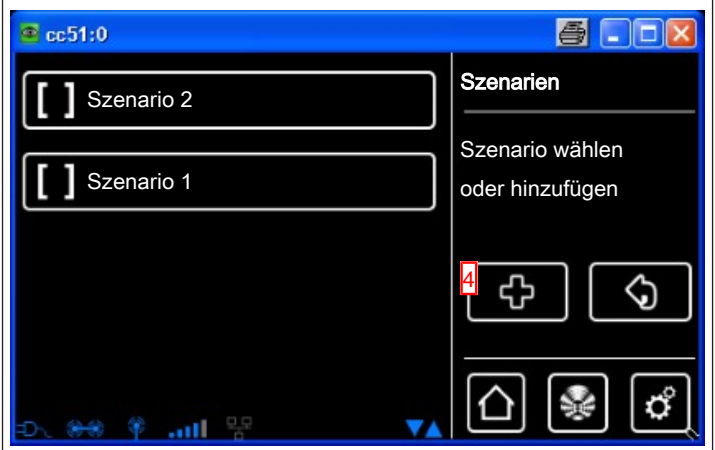 cc51:0
[ ] Szenario 2
[ ] Szenario 1
Szenarien
Szenario wählen
oder hinzufügen
4